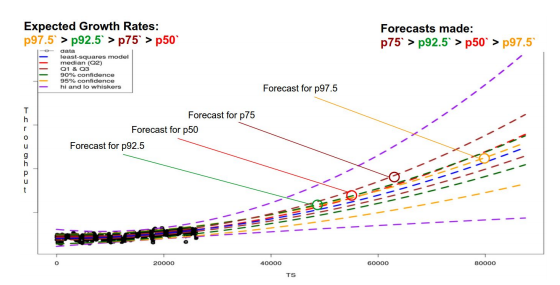 Expected Growth Rates:
p97.5` > p92.5` > p75` > p50`
Forecasts made:
p75` > p92.5` > p50` > p97.5`
data
least-squares model
median (Q2)
Q1 & Q3
90% confidence
95% confidence
hi and lo whiskers
Forecast for p97.5
Forecast for p75
Forecast for p50
Forecast for p92.5
Throughput
0 20000 40000 60000 80000
TS